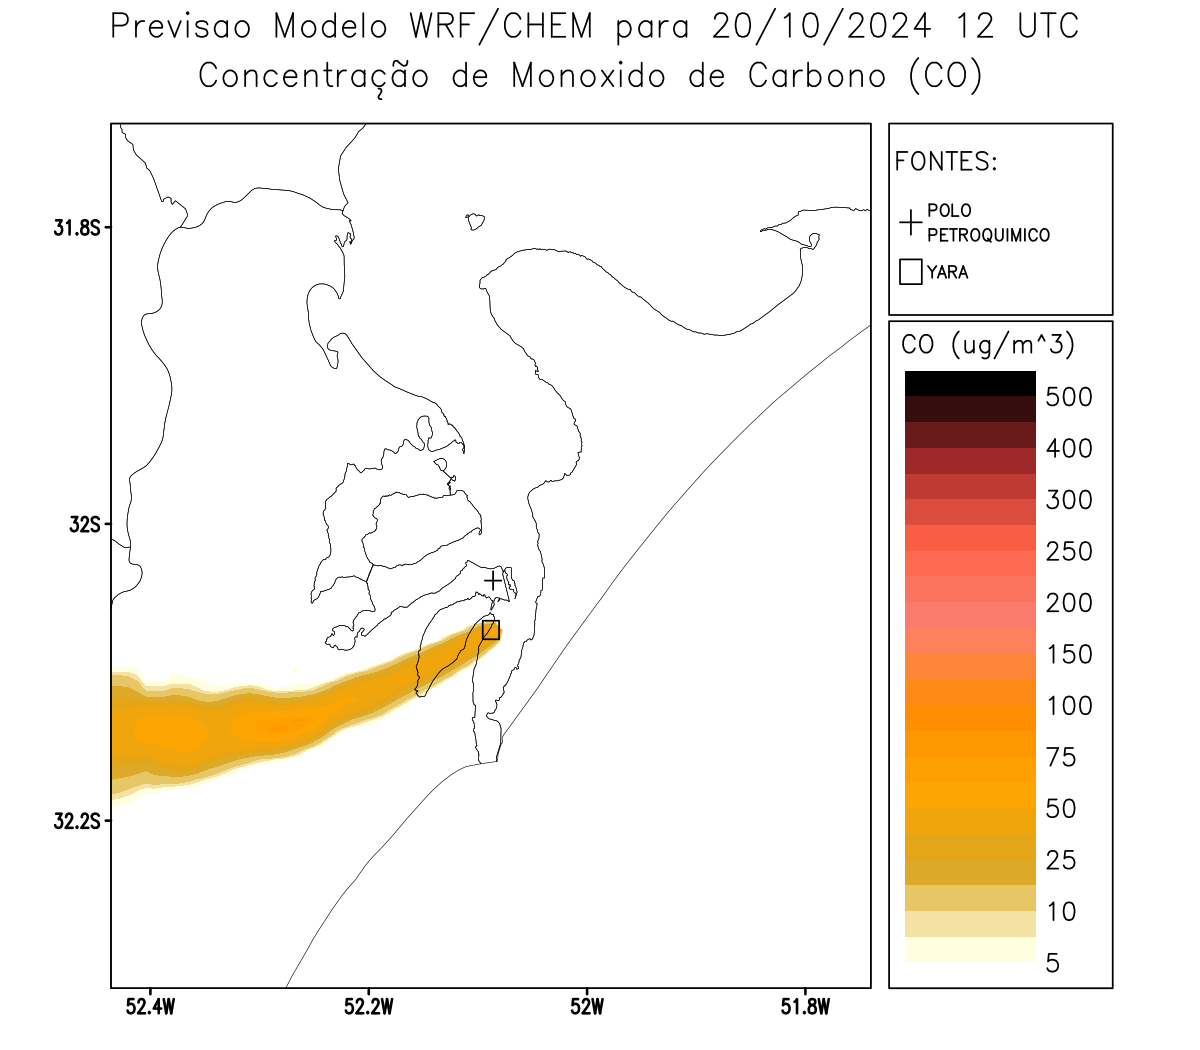 Previsao Modelo WRF/CHEM para 20/10/2024 12 UTC
Concentração de Monoxido de Carbono (CO)
FONTES:
POLO
PETROQUIMICO
YARA
CO (ug/m^3)
500
400
300
250
200
150
100
75
50
25
10
5
31.8S
32S
32.2S
52.4W
52.2W
52W
51.8W